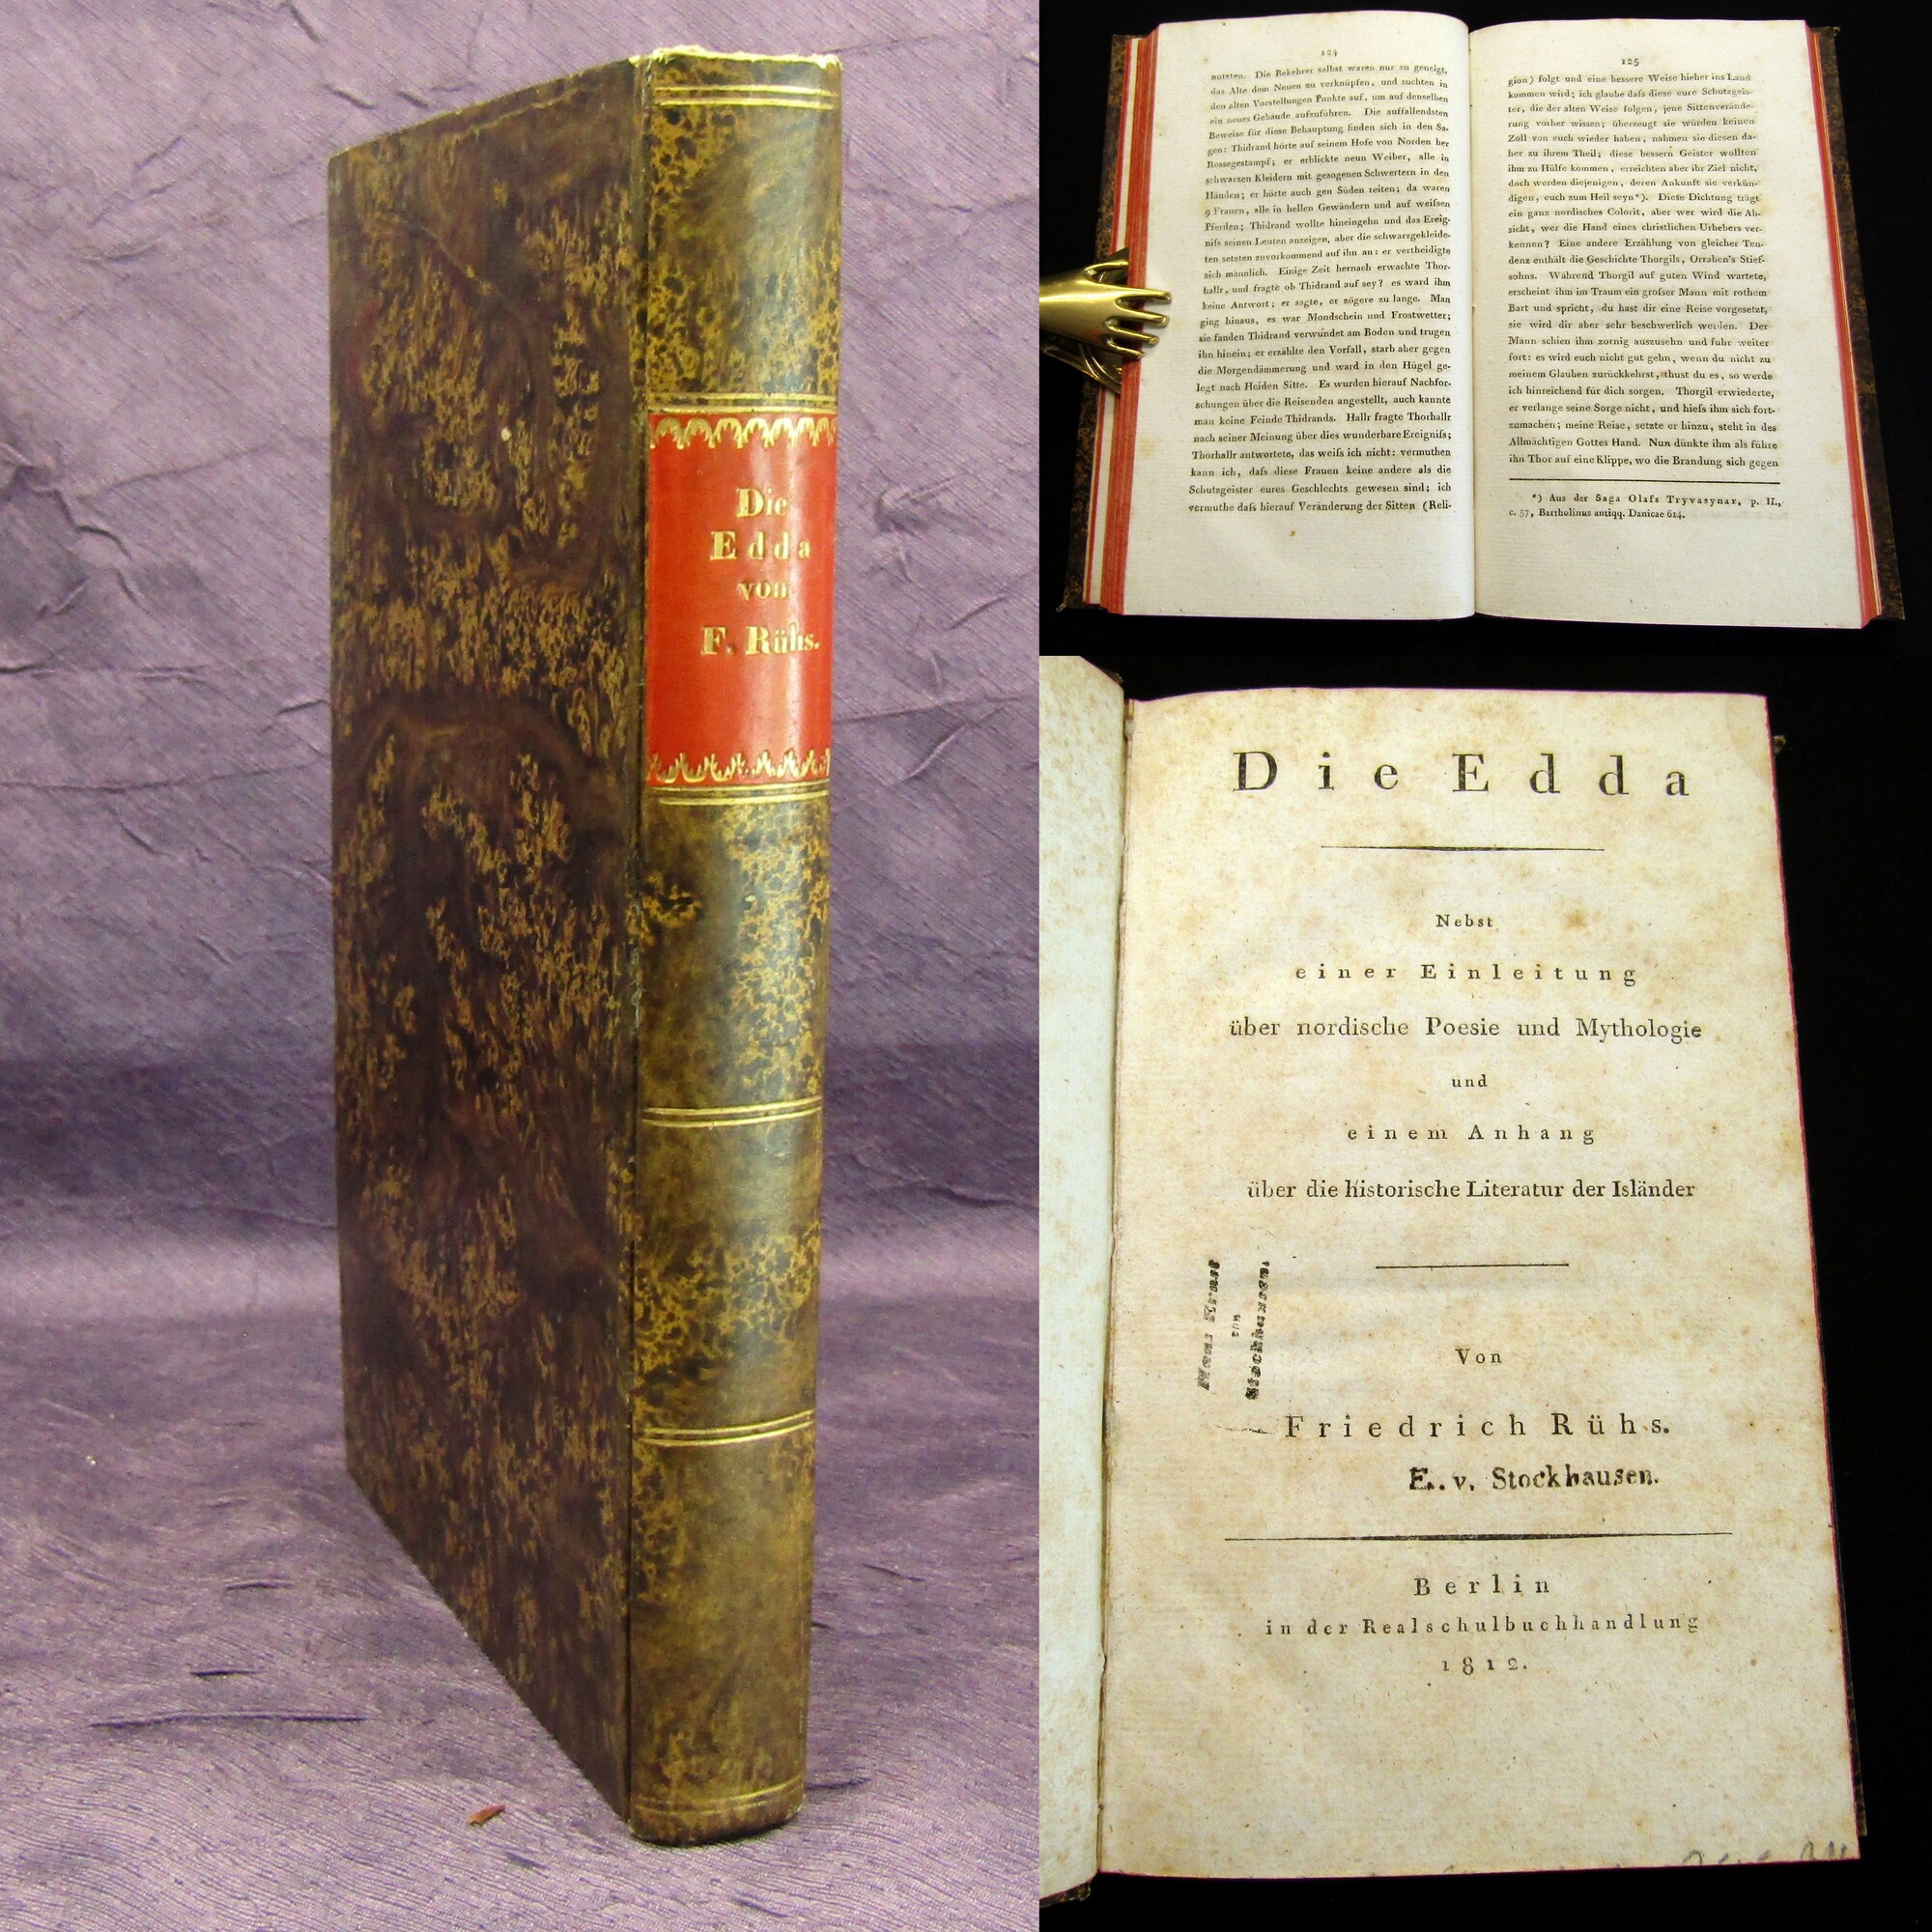 Die
Edda
von
F. Rühs.
124
nutzten. Die Bekehrer selbst waren nur zu geneigt,
das Alte dem Neuen zu verknüpfen, und suchten in
den alten Vorstellungen Punkte auf, um auf denselben
ein neues Gebäude aufzuführen. Die auffallendsten
Beweise für diese Behauptung finden sich in den Sa-
gen: Thidrand hörte auf seinem Hofe von Norden her
Rossegestampf; er erblickte neun Weiber, alle in
schwarzen Kleidern mit gezogenen Schwertern in den
Händen; er hörte auch gen Süden reiten; da waren
9 Frauen, alle in hellen Gewändern und auf weifsen
Pferden; Thidrand wollte hineingehn und das Ereig-
nifs seinen Leuten anzeigen, aber die schwarzgekleide-
ten setzten zuvorkommend auf ihn an: er vertheidigte
sich männlich. Einige Zeit hernach erwachte Thor-
hallr, und fragte ob Thidrand auf sey? es ward ihm
keine Antwort; er sagte, er zögere zu lange. Man
ging hinaus, es war Mondschein und Frostwetter;
sie fanden Thidrand verwundet am Boden und trugen
ihn hinein; er erzählte den Vorfall, starb aber gegen
die Morgendämmerung und ward in den Hügel ge-
legt nach Heiden Sitte. Es wurden hierauf Nachfor-
schungen über die Reisenden angestellt, auch kannte
man keine Feinde Thidrands. Hallr fragte Thorhallr
nach seiner Meinung über dies wunderbare Ereignifs;
Thorhallr antwortete, das weifs ich nicht: vermuthen
kann ich, dafs diese Frauen keine andere als die
Schutzgeister eures Geschlechts gewesen sind; ich
vermuthe dafs hierauf Veränderung der Sitten (Reli-
125
gion) folgt und eine bessere Weise hieher ins Land
kommen wird; ich glaube dafs diese eure Schutzgeis-
ter, die der alten Weise folgen, jene Sittenverände-
rung vorher wissen; überzeugt sie würden keinen
Zoll von euch wieder haben, nahmen sie diesen da-
her zu ihrem Theil; diese bessern Geister wollten
ihm zu Hülfe kommen, erreichten aber ihr Ziel nicht,
doch werden diejenigen, deren Ankunft sie verkün-
digen, euch zum Heil seyn*). Diese Dichtung trägt
ein ganz nordisches Colorit, aber wer wird die Ab-
sicht, wer die Hand eines christlichen Urhebers ver-
kennen? Eine andere Erzählung von gleicher Ten-
denz enthält die Geschichte Thorgils, Orraben's Stief-
sohns. Während Thorgil auf guten Wind wartete,
erscheint ihm im Traum ein grofser Mann mit rothem
Bart und spricht, du hast dir eine Reise vorgesetzt,
sie wird dir aber sehr beschwerlich werden. Der
Mann schien ihm zornig auszusehn und fuhr weiter
fort: es wird euch nicht gut gehn, wenn du nicht zu
meinem Glauben zurückkehrst, thust du es, so werde
ich hinreichend für dich sorgen. Thorgil erwiederte,
er verlange seine Sorge nicht, und hiefs ihm sich fort-
zumachen; meine Reise, setzte er hinzu, steht in des
Allmächtigen Gottes Hand. Nun dünkte ihm als führe
ihn Thor auf eine Klippe, wo die Brandung sich gegen
*) Aus der Saga Olafs Tryvasynar, p. II.,
c. 57, Bartholinus antiqq. Danicae 614.
Die Edda
Nebst
einer Einleitung
über nordische Poesie und Mythologie
und
einem Anhang
über die historische Literatur der Isländer
Von
Friedrich Rühs.
E. v. Stockhausen.
Berlin
in der Realschulbuchhandlung
1812.